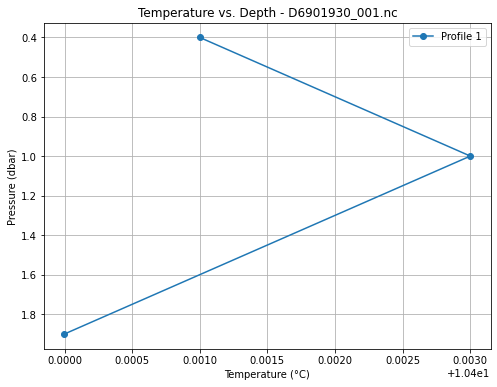 Temperature vs. Depth - D6901930_001.nc
Profile 1
Pressure (dbar)
0.4
0.6
0.8
1.0
1.2
1.4
1.6
1.8
0.0000 0.0005 0.0010 0.0015 0.0020 0.0025 0.0030
+1.04e1
Temperature (°C)